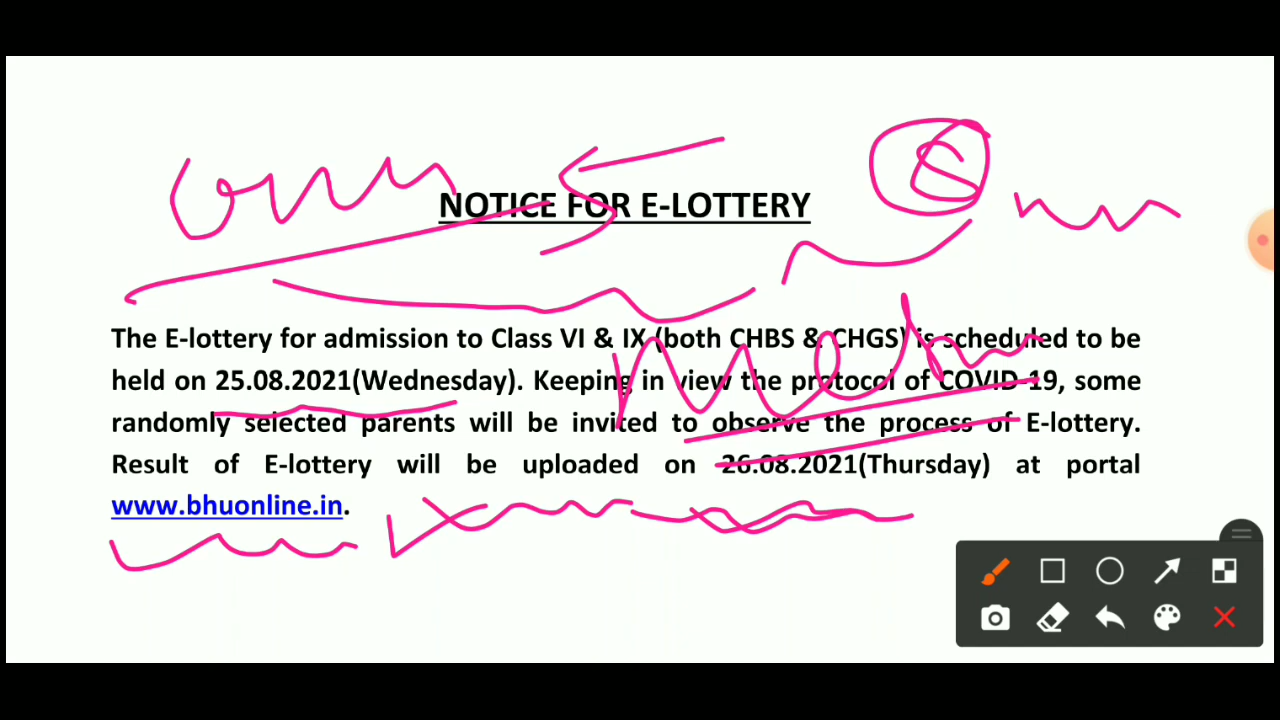 NOTICE FOR E-LOTTERY
The E-lottery for admission to Class VI & IX (both CHBS & CHGS) is scheduled to be
held on 25.08.2021(Wednesday). Keeping in view the protocol of COVID-19, some
randomly selected parents will be invited to observe the process of E-lottery.
Result of E-lottery will be uploaded on 26.08.2021(Thursday) at portal
www.bhuonline.in.